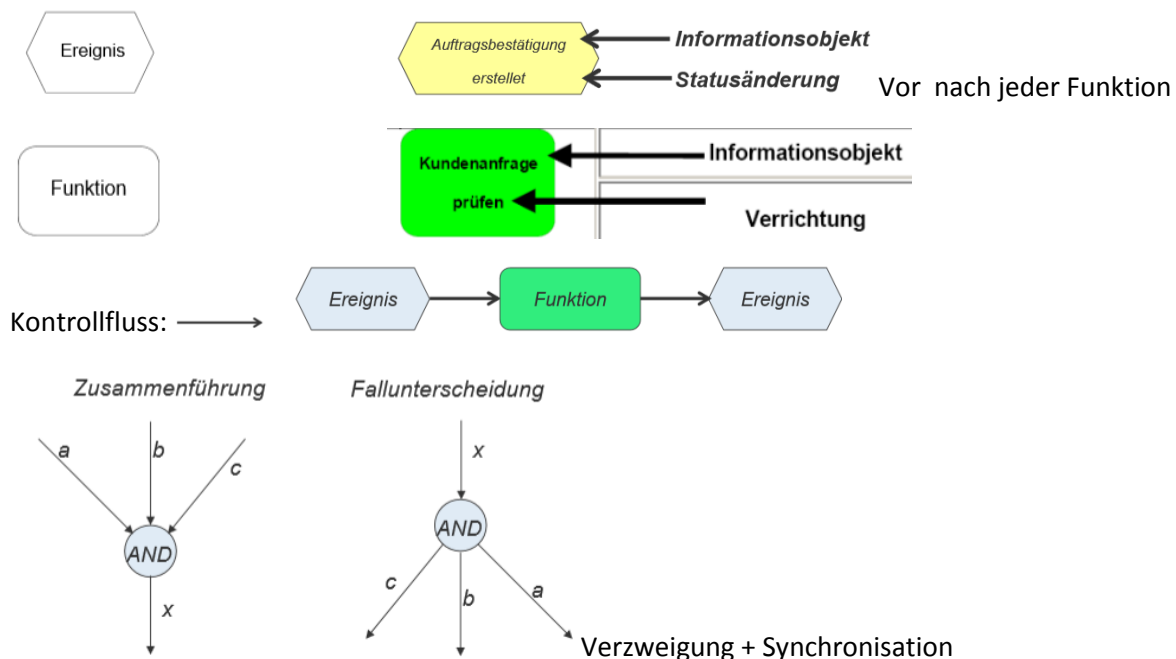 Ereignis
Auftragsbestätigung
erstellet
Informationsobjekt
Statusänderung
Vor nach jeder Funktion
Funktion
Kundenanfrage
prüfen
Informationsobjekt
Verrichtung
Kontrollfluss:
Ereignis
Funktion
Ereignis
Zusammenführung
Fallunterscheidung
a
b
c
AND
x
x
AND
c
b
a
Verzweigung + Synchronisation